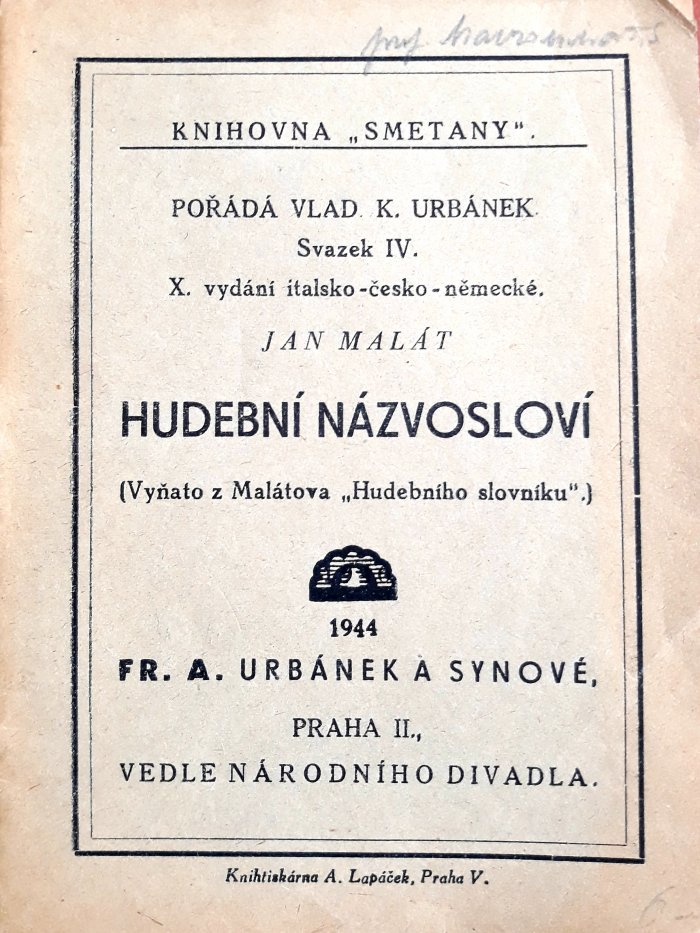 KNIHOVNA „SMETANY“.
POŘÁDÁ VLAD. K. URBÁNEK.
Svazek IV.
X. vydání italsko-česko-německé.
JAN MALÁT
HUDEBNÍ NÁZVOSLOVÍ
(Vyňato z Malátova „Hudebního slovníku“.)
1944
FR. A. URBÁNEK A SYNOVÉ,
PRAHA II.,
VEDLE NÁRODNÍHO DIVADLA.
Knihtiskárna A. Lapáček, Praha V.